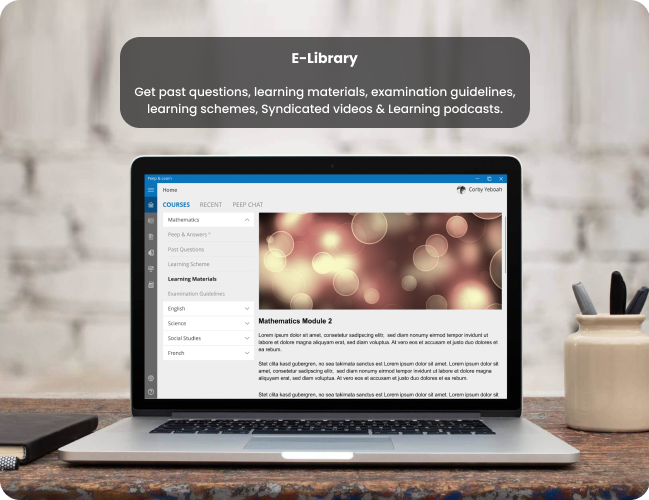 E-Library
Get past questions, learning materials, examination guidelines,
learning schemes, Syndicated videos & Learning podcasts.
Peep & Learn
Home
Corby Yeboah
COURSES
RECENT
PEEP CHAT
Mathematics
Peep & Answers *
Past Questions
Learning Scheme
Learning Materials
Examination Guidelines
English
Science
Social Studies
French
Mathematics Module 2
Lorem ipsum dolor sit amet, consetetur sadipscing elitr, sed diam nonumy eirmod tempor invidunt ut
labore et dolore magna aliquyam erat, sed diam voluptua. At vero eos et accusam et justo duo dolores et
ea rebum.
Stet clita kasd gubergren, no sea takimata sanctus est Lorem ipsum dolor sit amet. Lorem ipsum dolor sit
amet, consetetur sadipscing elitr, sed diam nonumy eirmod tempor invidunt ut labore et dolore magna
aliquyam erat, sed diam voluptua. At vero eos et accusam et justo duo dolores et ea rebum.
Stet clita kasd gubergren, no sea takimata sanctus est Lorem ipsum dolor sit amet. Lorem ipsum dolor sit